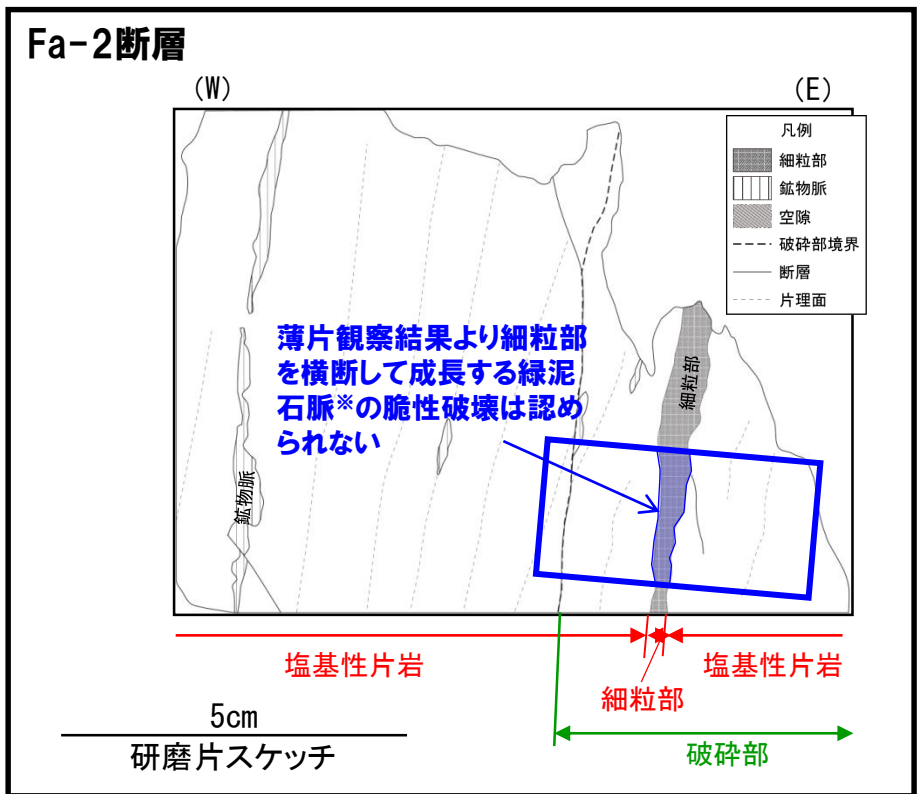 Fa-2断層
(W)
(E)
凡例
細粒部
鉱物脈
空隙
破砕部境界
断層
片理面
薄片観察結果より細粒部
を横断して成長する緑泥
石脈※の脆性破壊は認め
られない
細粒部
鉱物脈
塩基性片岩
塩基性片岩
細粒部
5cm
研磨片スケッチ
破砕部